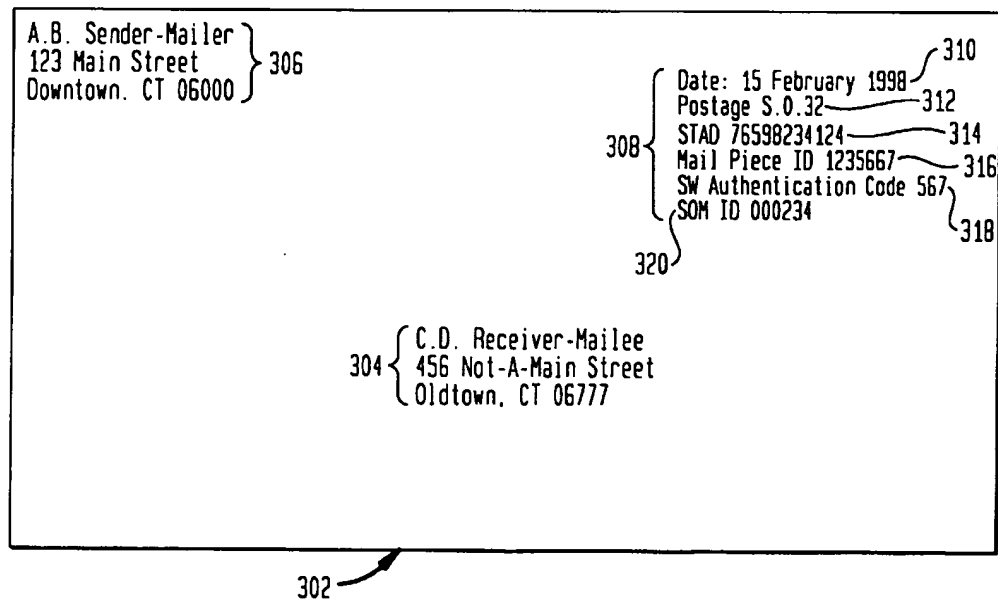 A.B. Sender-Mailer
123 Main Street
Downtown. CT 06000
306
310
Date: 15 February 1998
Postage S.0.32
312
308
STAD 76598234124
314
Mail Piece ID 1235667
316
SW Authentication Code 567
SOM ID 000234
318
320
304
C.D. Receiver-Mailee
456 Not-A-Main Street
Oldtown, CT 06777
302